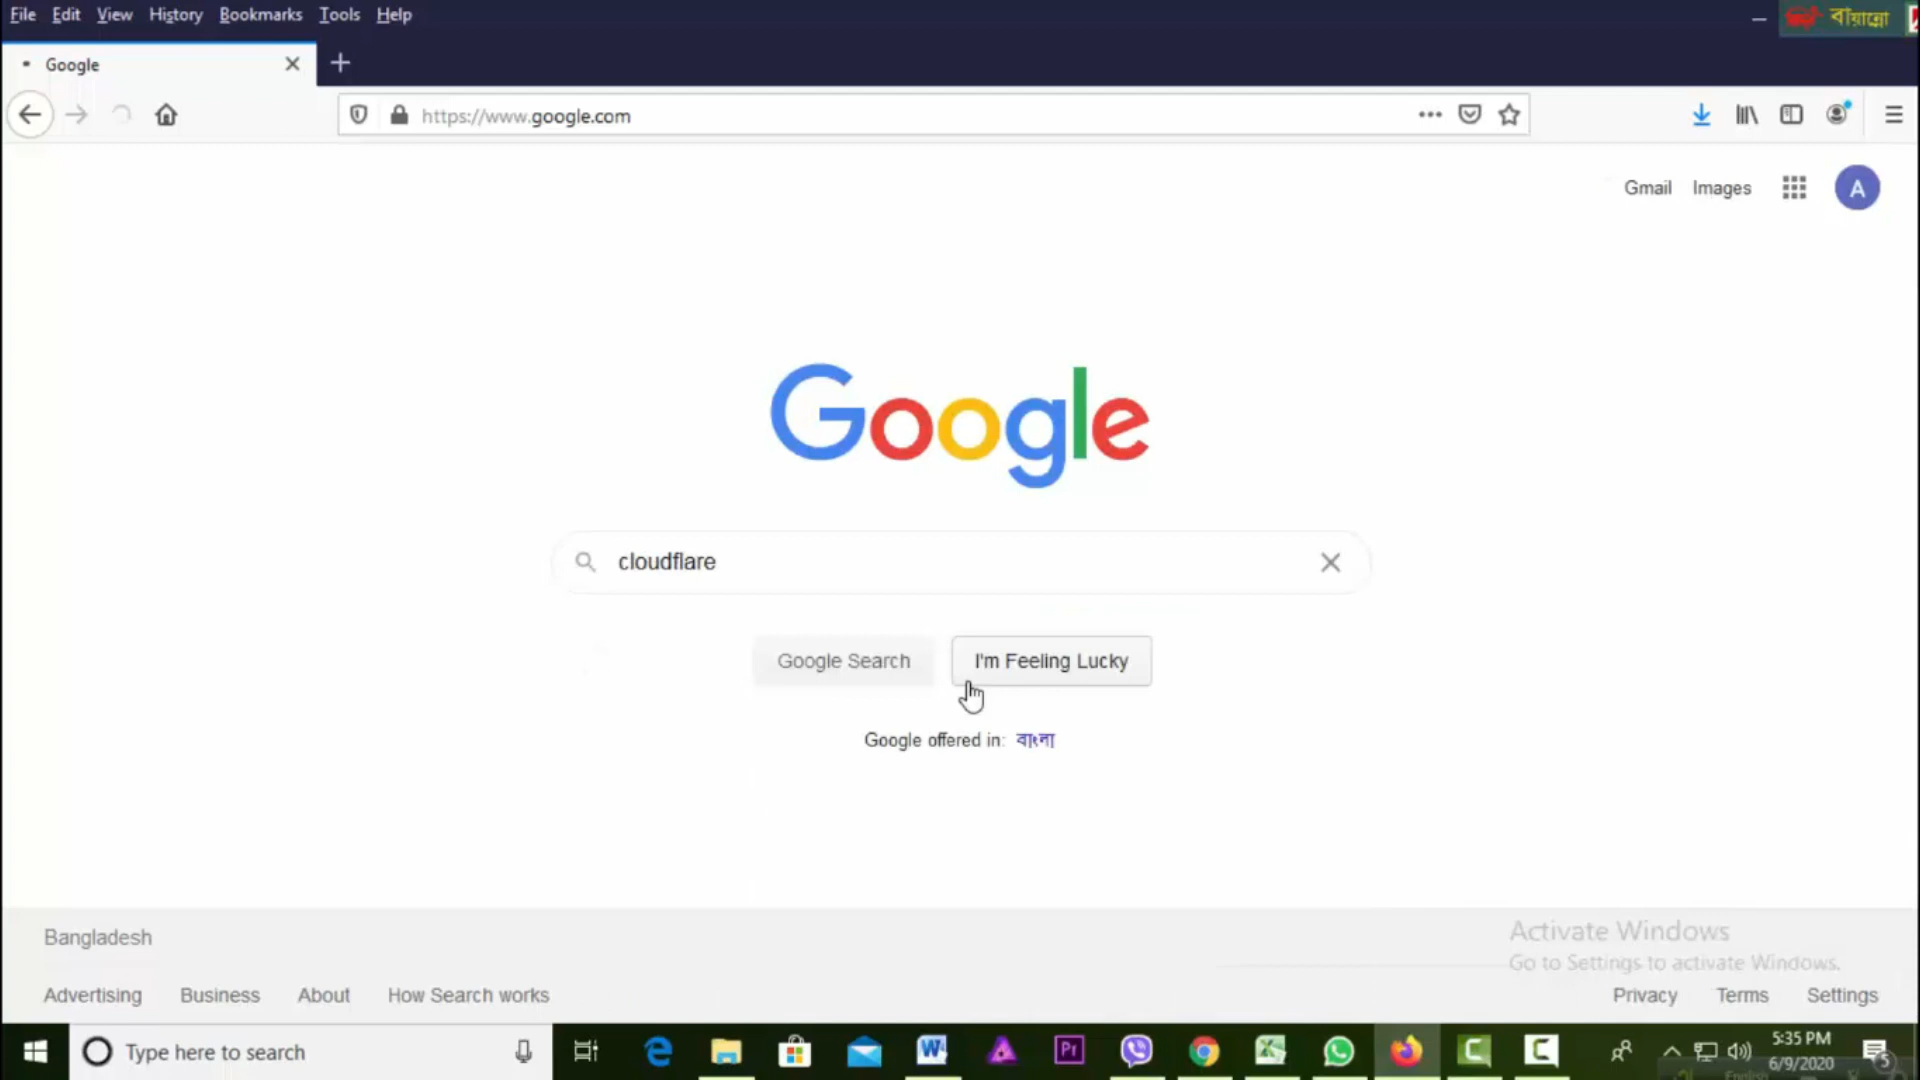 File Edit View History Bookmarks Tools Help
বায়ান্নো
Google
https://www.google.com
Gmail Images A
Google
cloudflare
Google Search I'm Feeling Lucky
Google offered in: বাংলা
Bangladesh
Activate Windows
Go to Settings to activate Windows.
Advertising Business About How Search works Privacy Terms Settings
Type here to search
5:35 PM
6/9/2020
5
English